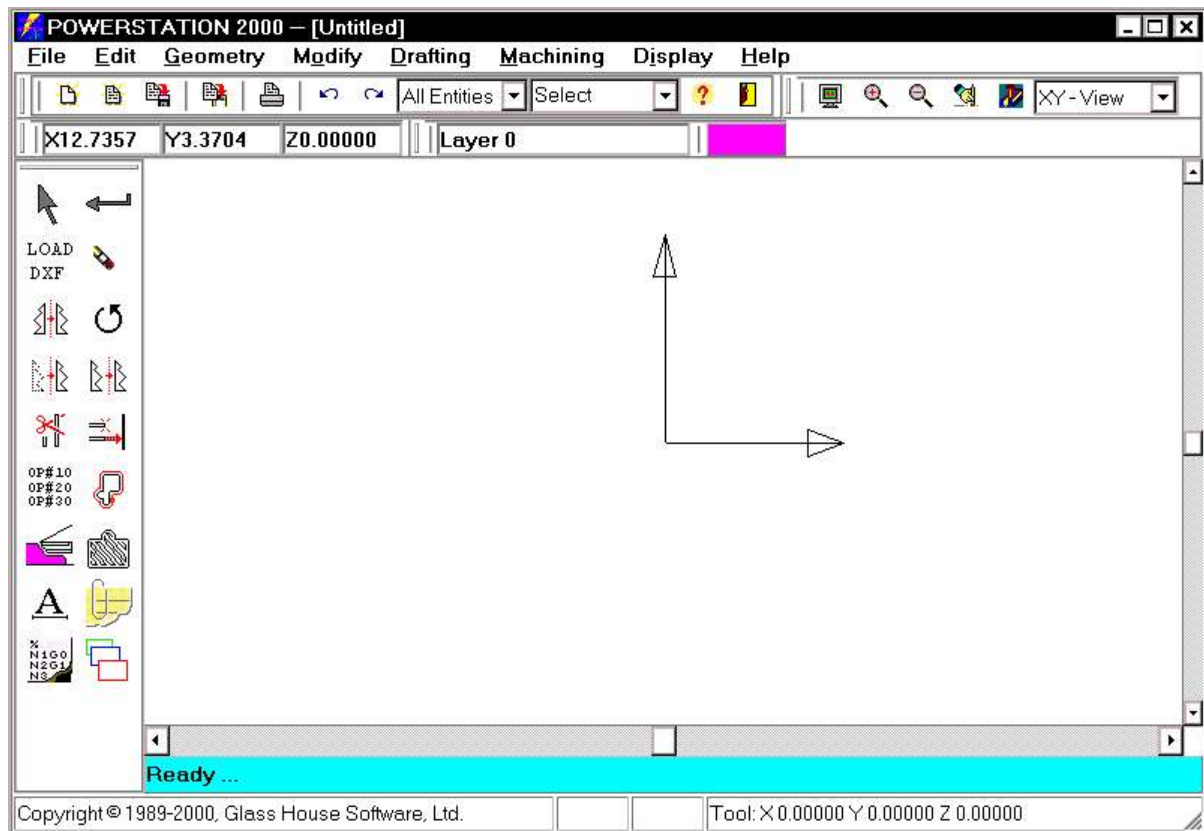 POWERSTATION 2000 – [Untitled]
File Edit Geometry Modify Drafting Machining Display Help
All Entities Select ? XY - View
X12.7357 Y3.3704 Z0.00000 Layer 0
LOAD
DXF
OP#10
OP#20
OP#30
A
%
N1G0
N2G1
N3
Ready ...
Copyright © 1989-2000, Glass House Software, Ltd. Tool: X 0.00000 Y 0.00000 Z 0.00000